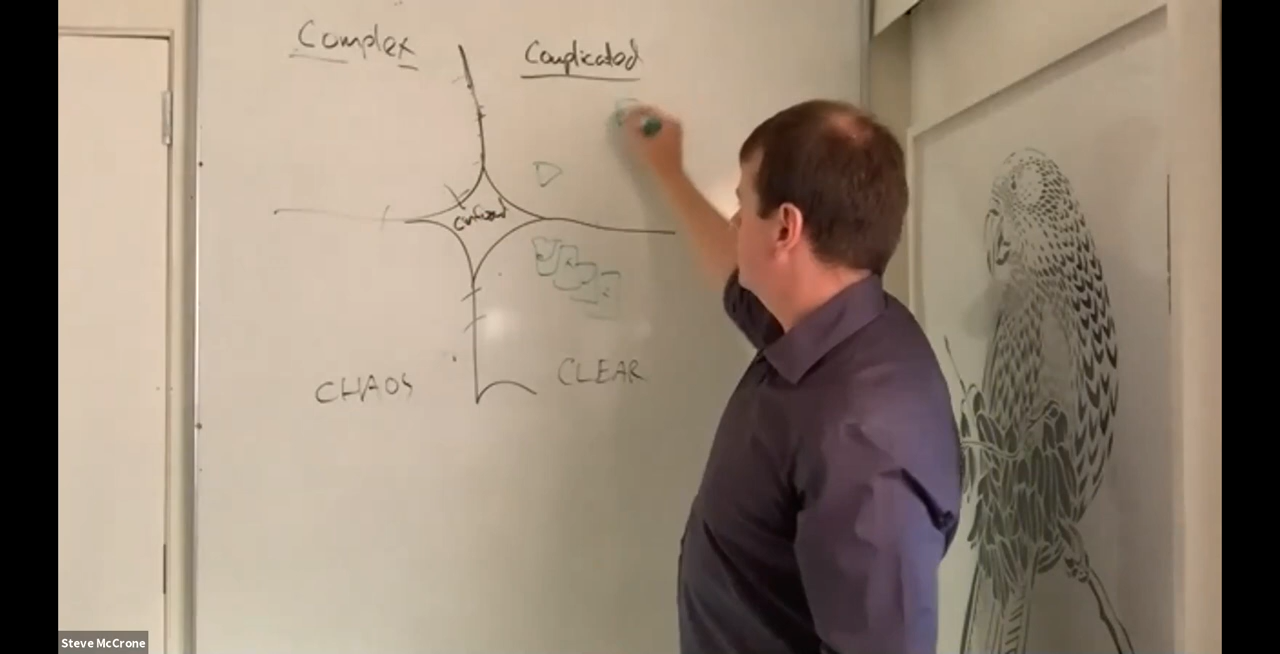 Complex
Complicated
confused
CHAOS
CLEAR
Steve McCrone